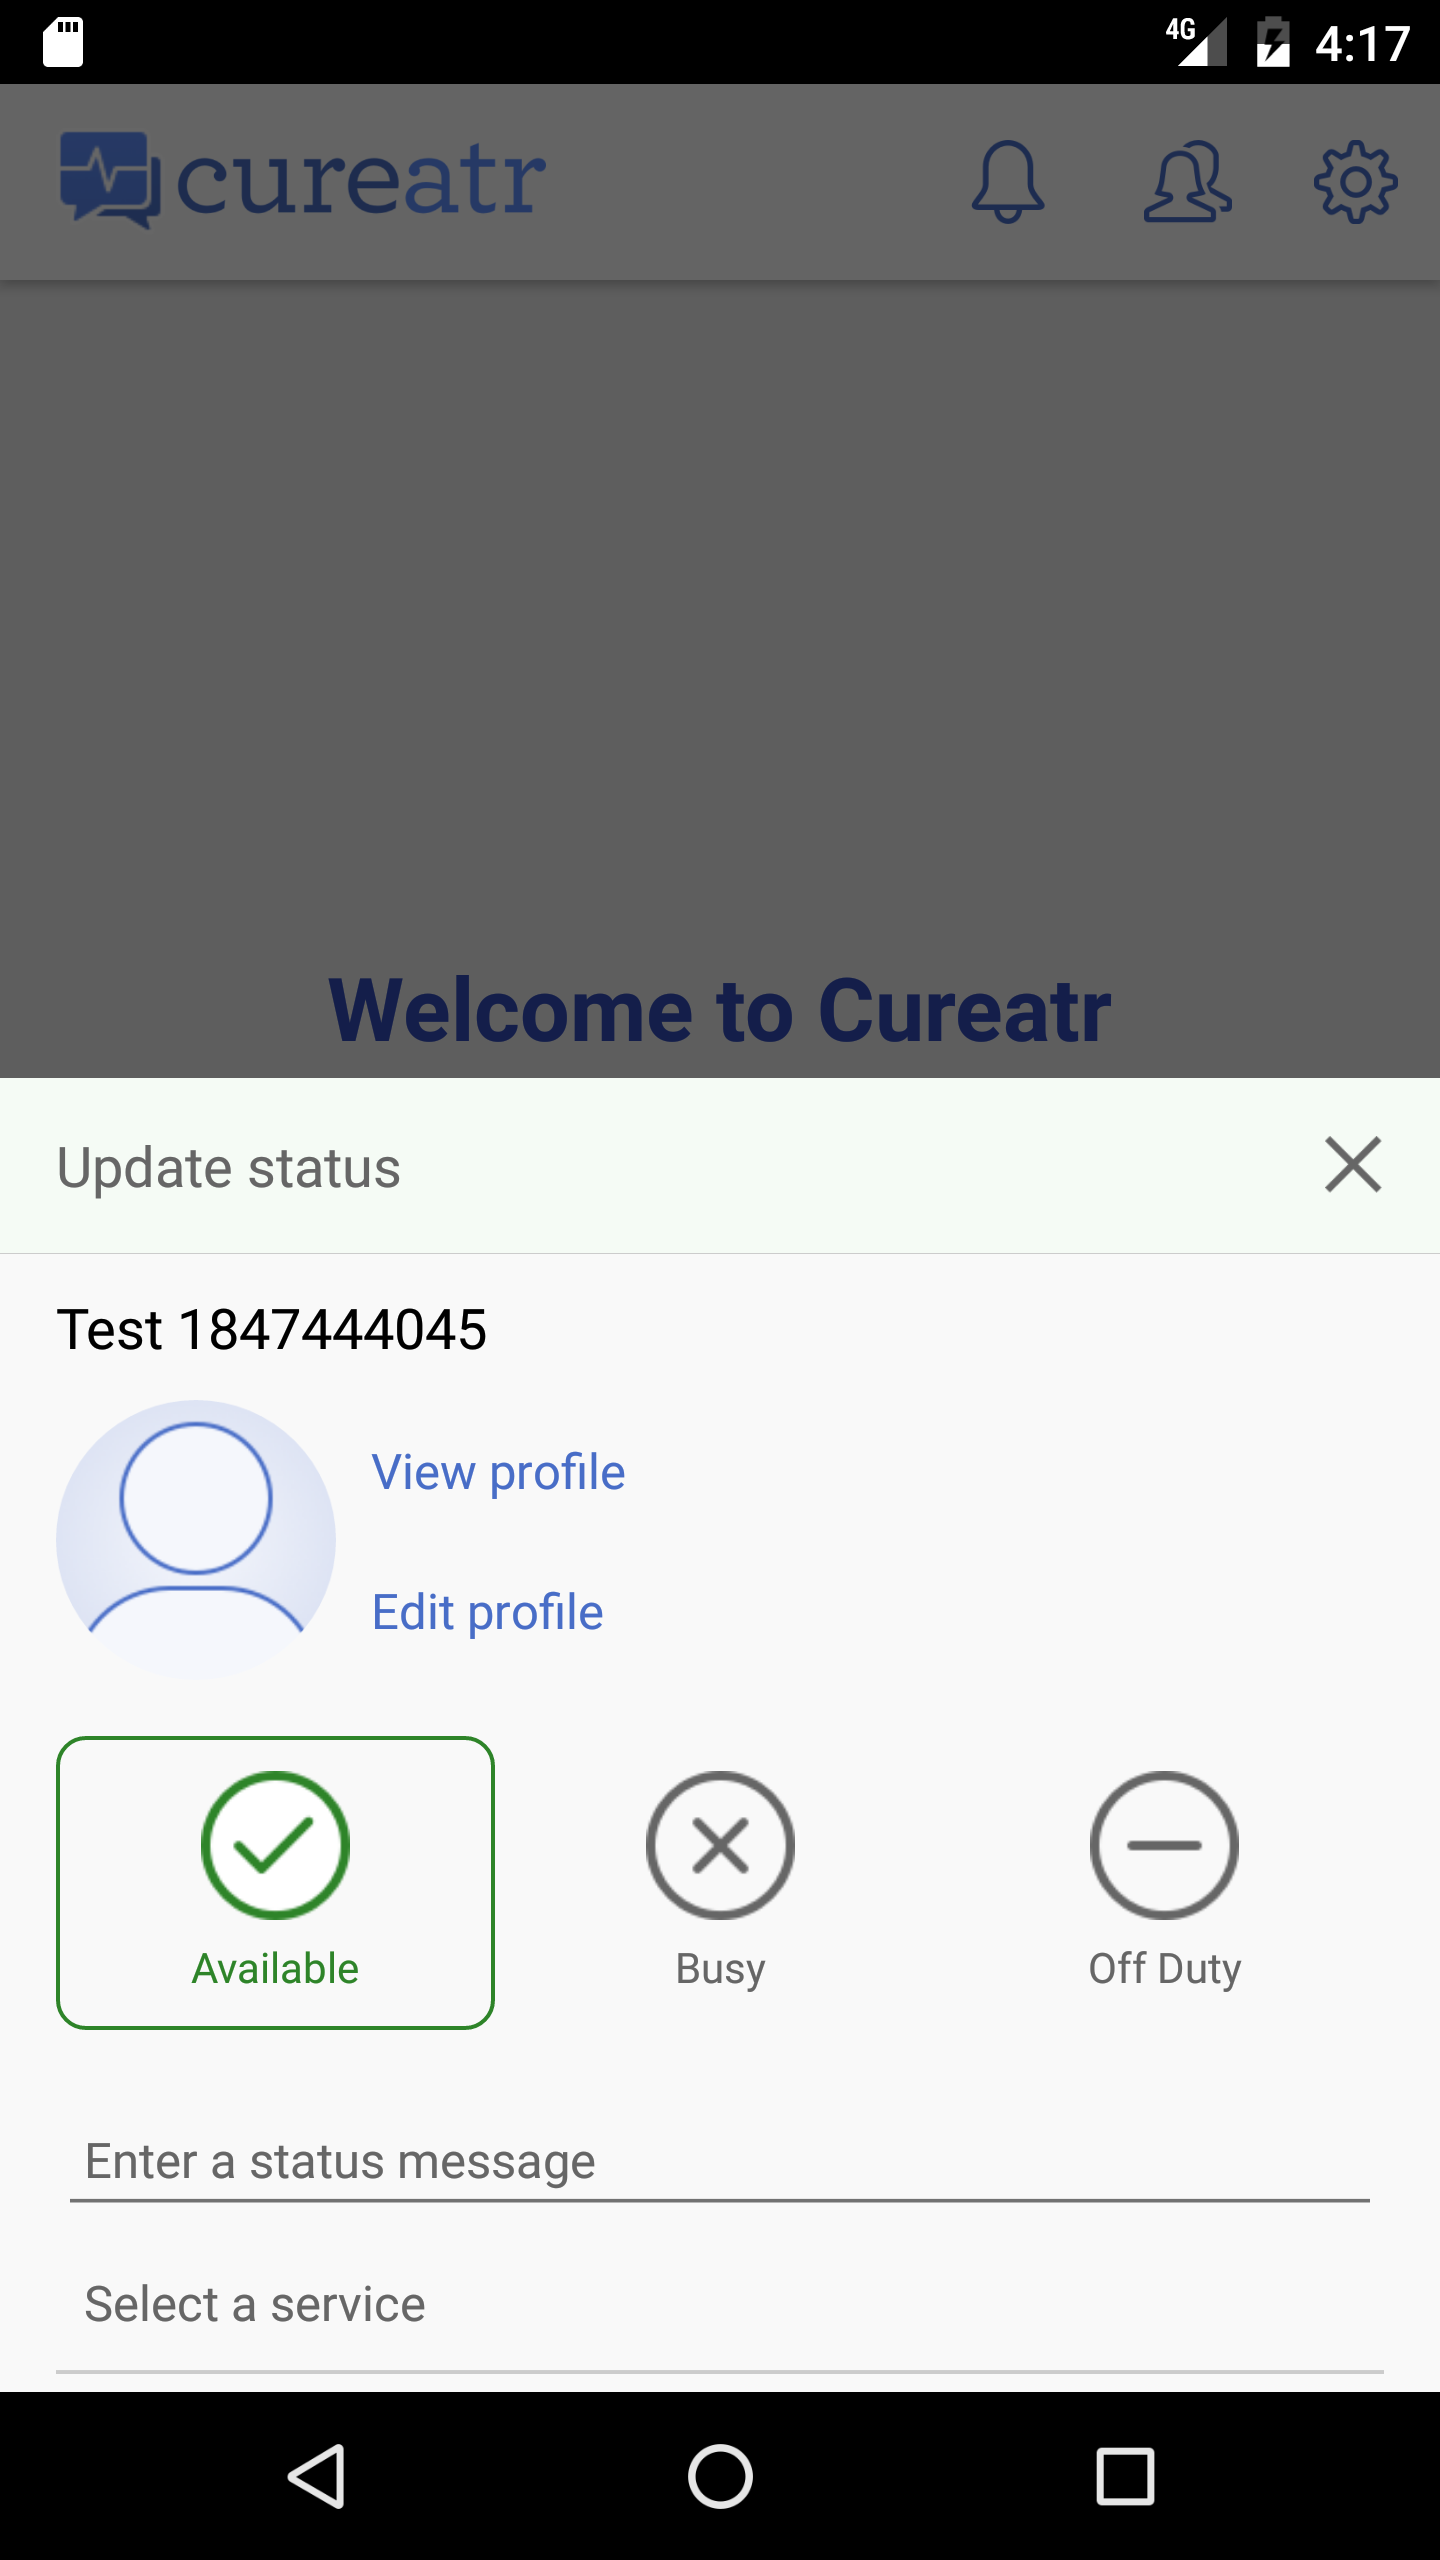 4G 4:17
cureatr
Welcome to Cureatr
Update status
Test 1847444045
View profile
Edit profile
Available Busy Off Duty
Enter a status message
Select a service